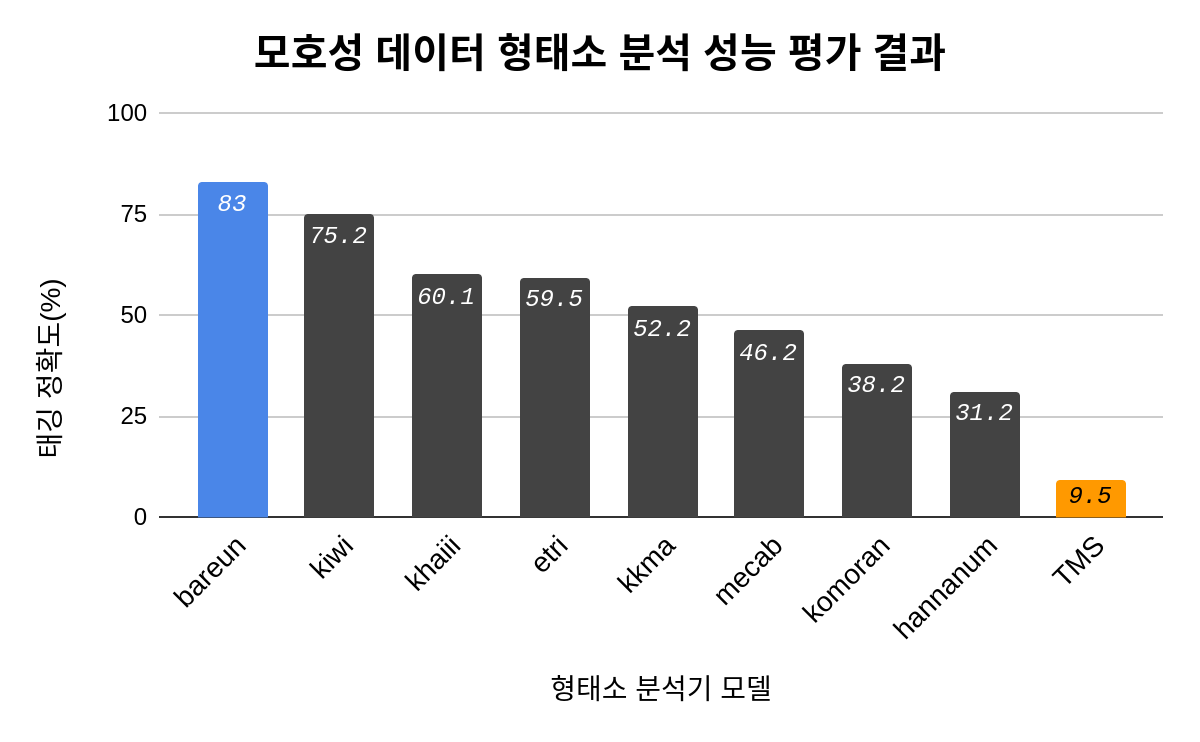 모호성 데이터 형태소 분석 성능 평가 결과
태깅 정확도(%)
100
75
50
25
0
83
75.2
60.1
59.5
52.2
46.2
38.2
31.2
9.5
bareun
kiwi
khaiii
etri
kkma
mecab
komoran
hannanum
TMS
형태소 분석기 모델